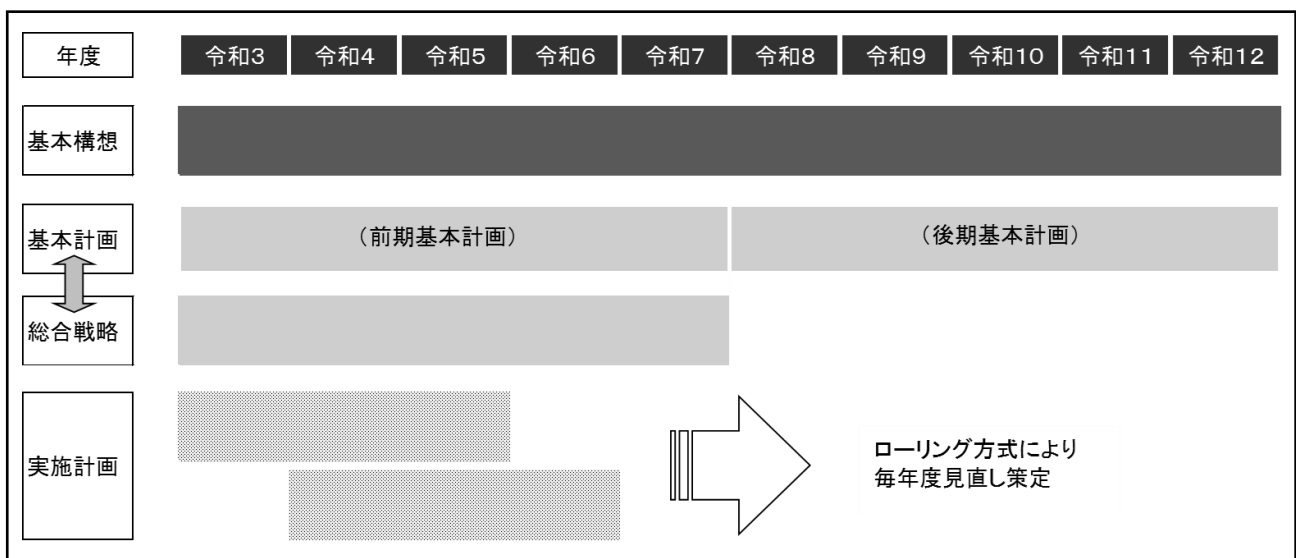 年度
令和3 令和4 令和5 令和6 令和7 令和8 令和9 令和10 令和11 令和12
基本構想
基本計画
（前期基本計画） （後期基本計画）
総合戦略
実施計画
ローリング方式により
毎年度見直し策定